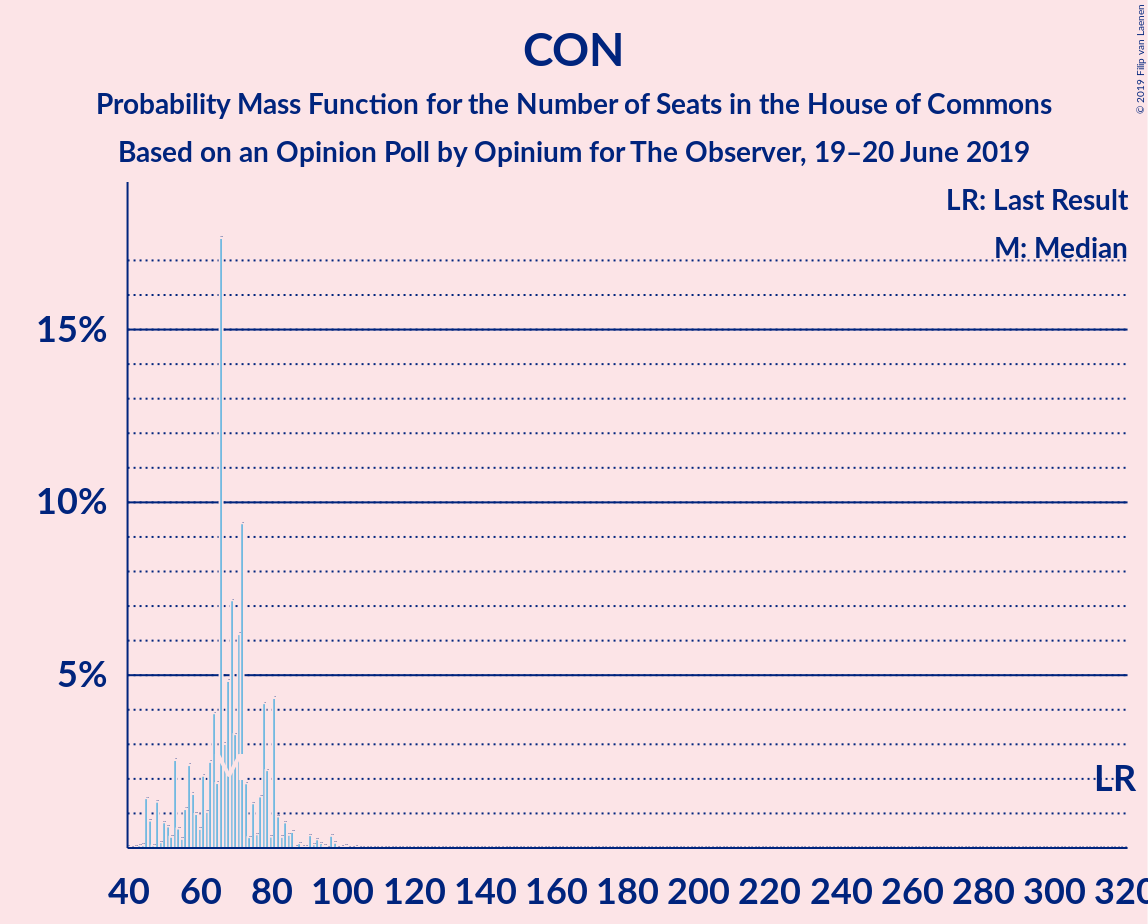 CON
Probability Mass Function for the Number of Seats in the House of Commons
Based on an Opinion Poll by Opinium for The Observer, 19–20 June 2019
© 2019 Filip van Laenen
LR: Last Result
M: Median
15%
10%
5%
LR
M
40 60 80 100 120 140 160 180 200 220 240 260 280 300 320